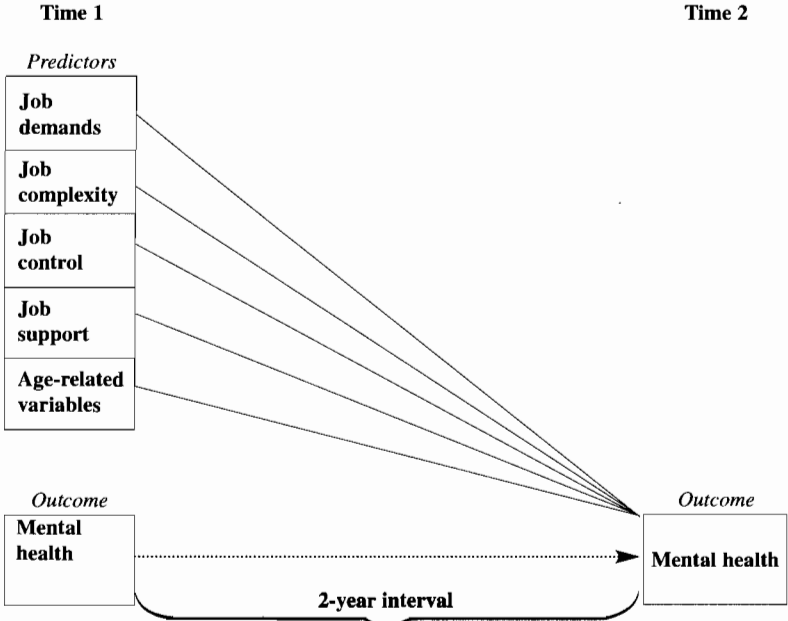 Time 1
Time 2
Predictors
Job
demands
Job
complexity
Job
control
Job
support
Age-related
variables
Outcome
Mental
health
Outcome
Mental health
2-year interval